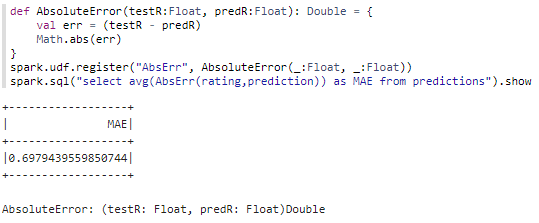 def AbsoluteError(testR:Float, predR:Float): Double = {
    val err = (testR - predR)
    Math.abs(err)
}
spark.udf.register("AbsErr", AbsoluteError(_:Float, _:Float))
spark.sql("select avg(AbsErr(rating,prediction)) as MAE from predictions").show
+------------------+
|               MAE|
+------------------+
|0.6979439559850744|
+------------------+
AbsoluteError: (testR: Float, predR: Float)Double